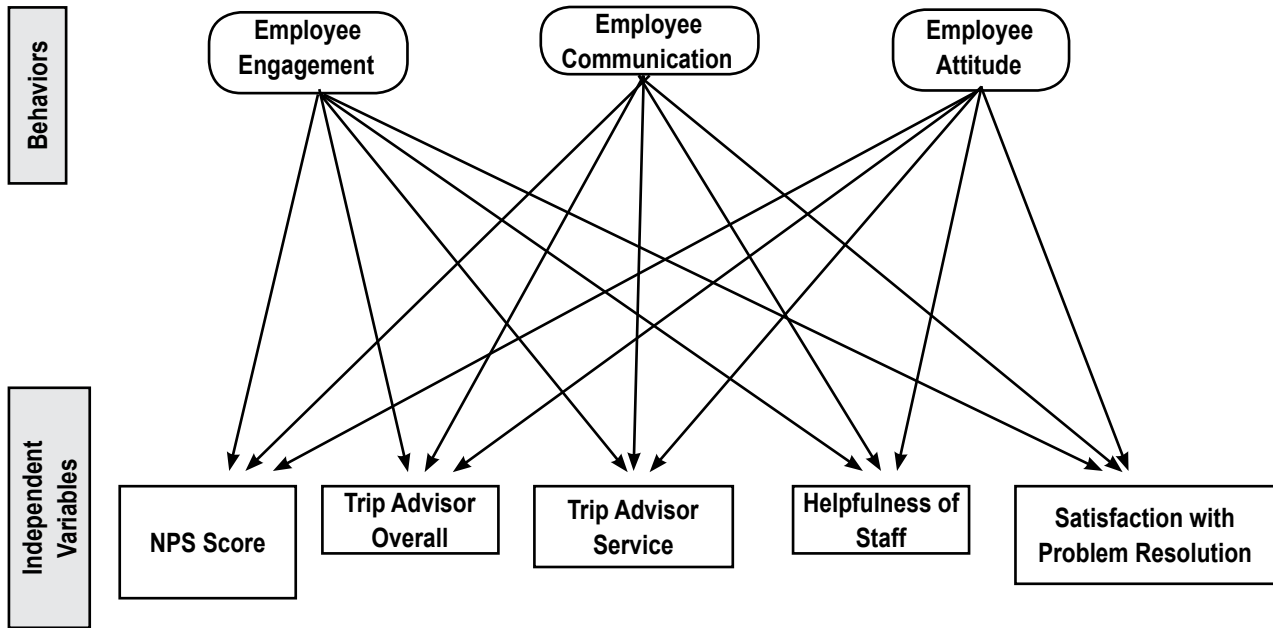 Behaviors
Employee
Engagement
Employee
Communication
Employee
Attitude
Independent
Variables
NPS Score
Trip Advisor
Overall
Trip Advisor
Service
Helpfulness of
Staff
Satisfaction with
Problem Resolution